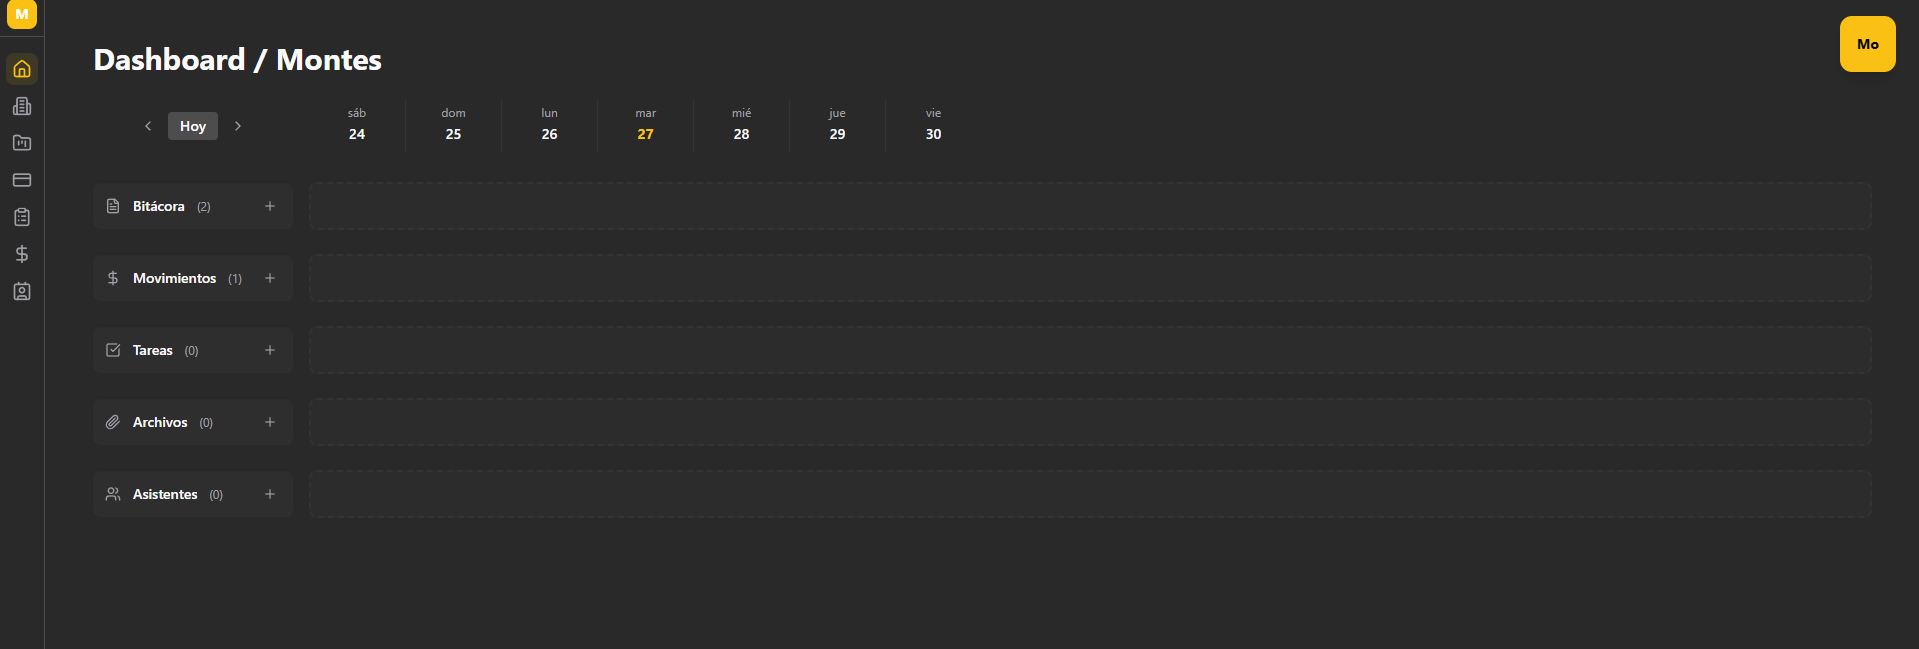 M
Mo
Dashboard / Montes
Hoy
sáb dom lun mar mié jue vie
24 25 26 27 28 29 30
Bitácora (2)
Movimientos (1)
Tareas (0)
Archivos (0)
Asistentes (0)